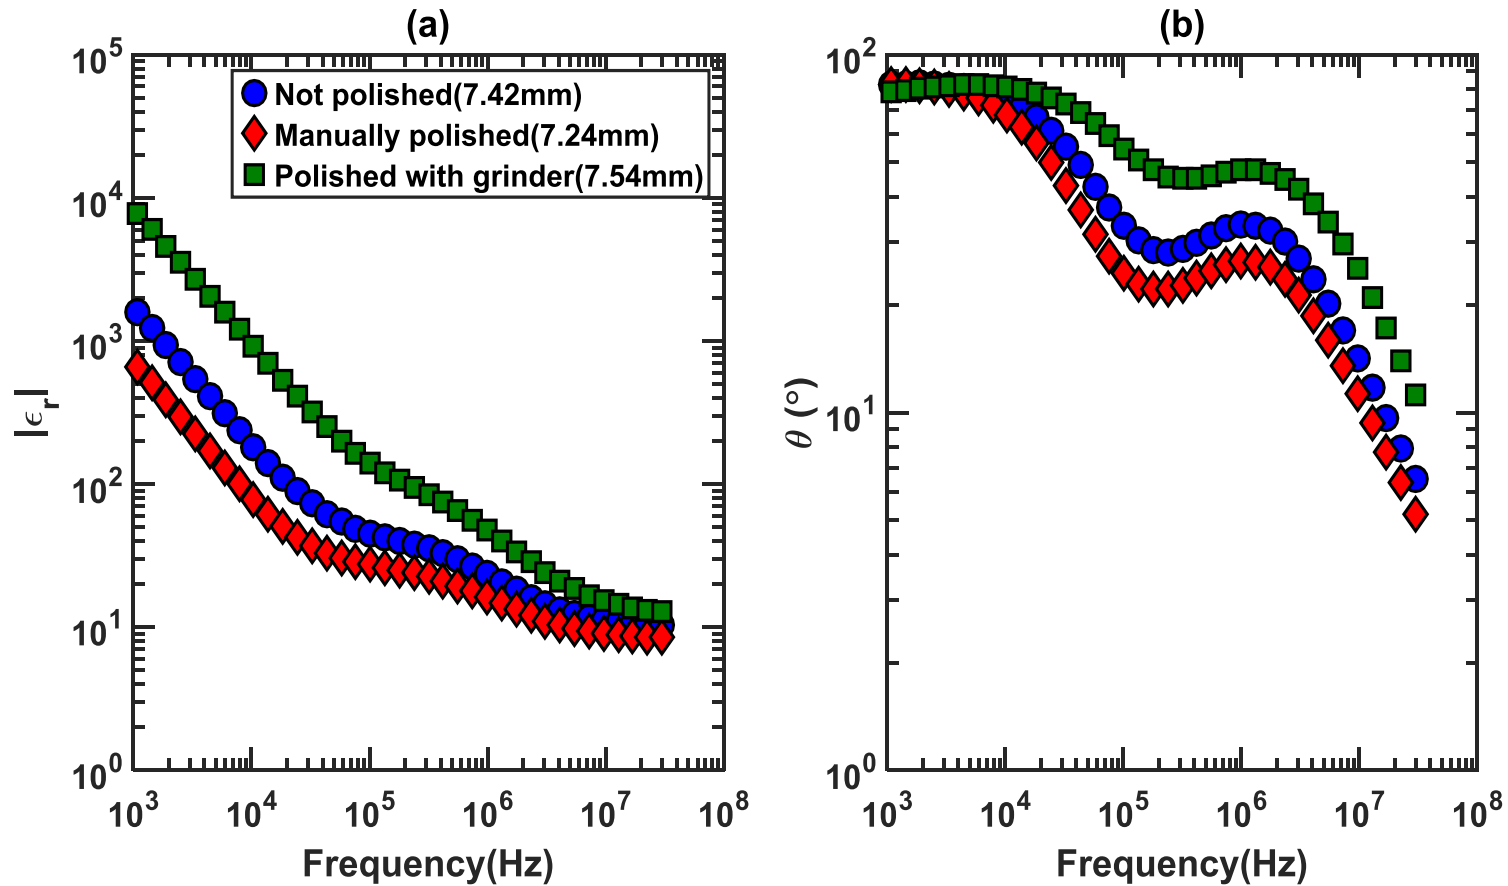 (a)
10^5
10^4
10^3
10^2
10^1
10^0
|ϵ_r|
Not polished(7.42mm)
Manually polished(7.24mm)
Polished with grinder(7.54mm)
10^3 10^4 10^5 10^6 10^7 10^8
Frequency(Hz)
(b)
10^2
10^1
10^0
θ (°)
10^3 10^4 10^5 10^6 10^7 10^8
Frequency(Hz)